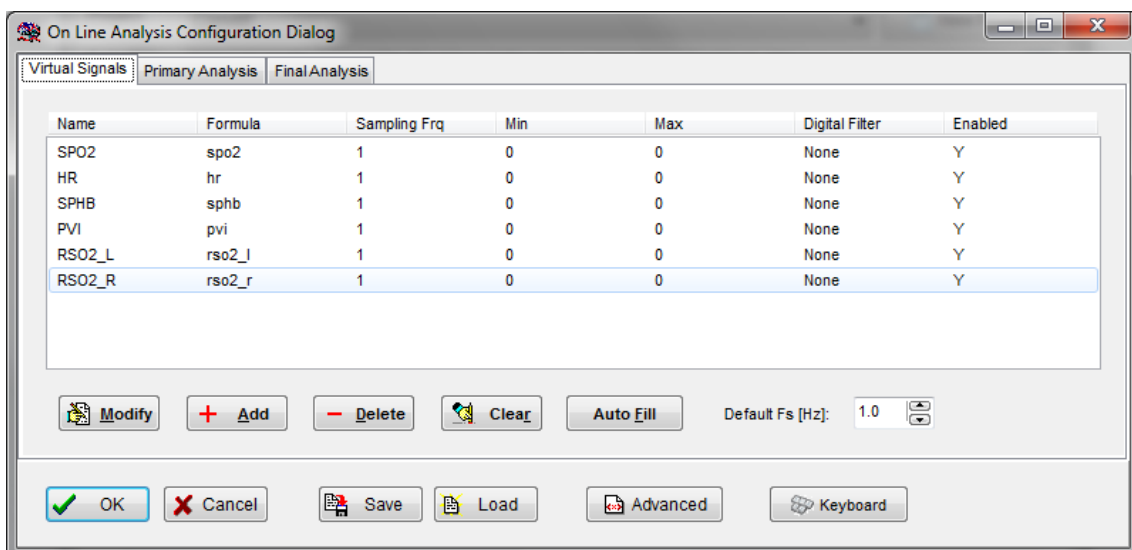 On Line Analysis Configuration Dialog
Virtual Signals Primary Analysis Final Analysis
Name Formula Sampling Frq Min Max Digital Filter Enabled
SPO2 spo2 1 0 0 None Y
HR hr 1 0 0 None Y
SPHB sphb 1 0 0 None Y
PVI pvi 1 0 0 None Y
RSO2_L rso2_l 1 0 0 None Y
RSO2_R rso2_r 1 0 0 None Y
Modify Add Delete Clear Auto Fill Default Fs [Hz]: 1.0
OK Cancel Save Load Advanced Keyboard